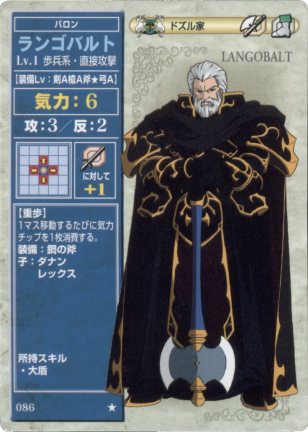 バロン
ランゴバルト
Lv.1 歩兵系・直接攻撃
【装備Lv:剣A槍A斧★弓A】
気力:6
攻:3/反:2
に対して
+1
【重歩】
1マス移動するたびに気力
チップを1枚消費する。
装備:鋼の斧
子:ダナン
レックス
所持スキル
・大盾
086
★
ドズル家
LANGOBALT